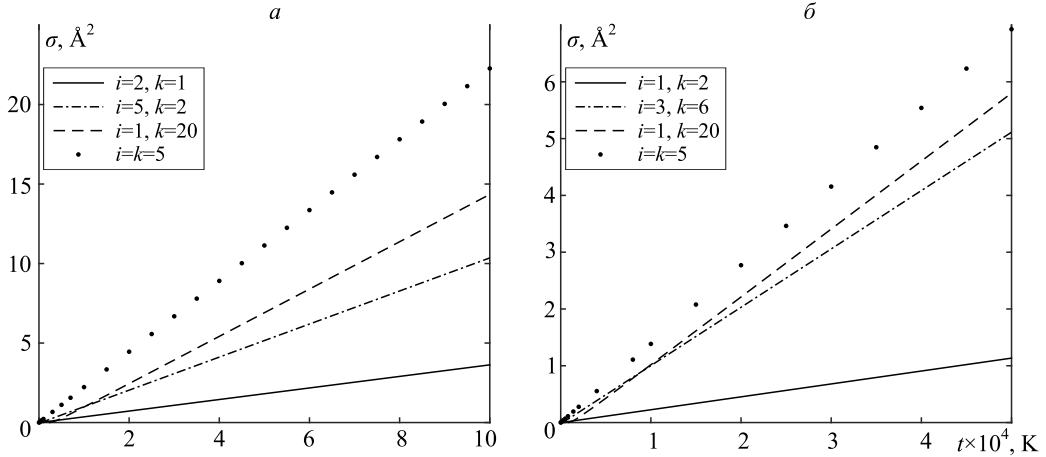 а
σ, Å²
i=2, k=1
i=5, k=2
i=1, k=20
i=k=5
20
15
10
5
0
2
4
6
8
10
б
σ, Å²
i=1, k=2
i=3, k=6
i=1, k=20
i=k=5
6
5
4
3
2
1
0
1
2
3
4
t×10⁴, K